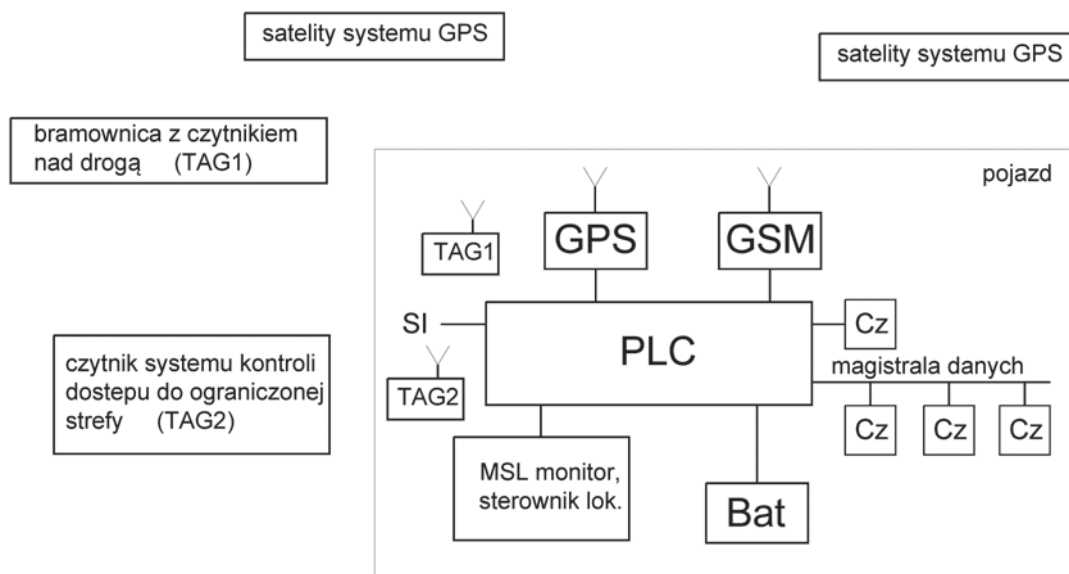 satelity systemu GPS
satelity systemu GPS
bramownica z czytnikiem
nad drogą (TAG1)
pojazd
TAG1
GPS
GSM
SI
PLC
Cz
czytnik systemu kontroli
dostepu do ograniczonej
strefy (TAG2)
TAG2
magistrala danych
Cz
Cz
Cz
MSL monitor,
sterownik lok.
Bat